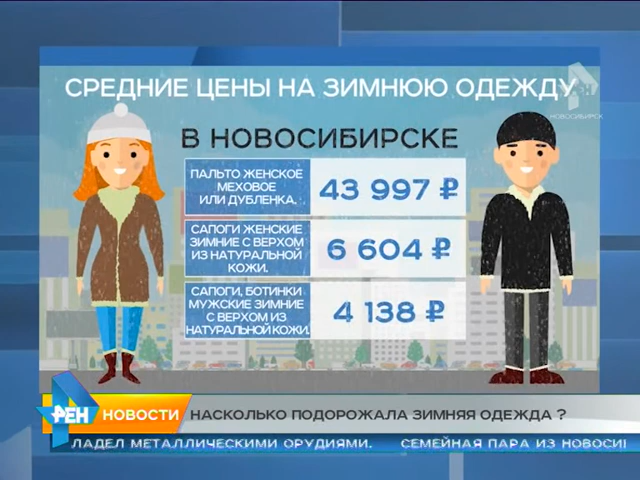 СРЕДНИЕ ЦЕНЫ НА ЗИМНЮЮ ОДЕЖДУ
РЕН
НОВОСИБИРСК
В НОВОСИБИРСКЕ
ПАЛЬТО ЖЕНСКОЕ
МЕХОВОЕ
ИЛИ ДУБЛЕНКА.
43 997 ₽
САПОГИ ЖЕНСКИЕ
ЗИМНИЕ С ВЕРХОМ
ИЗ НАТУРАЛЬНОЙ
КОЖИ.
6 604 ₽
САПОГИ, БОТИНКИ
МУЖСКИЕ ЗИМНИЕ
С ВЕРХОМ ИЗ
НАТУРАЛЬНОЙ КОЖИ.
4 138 ₽
РЕН
НОВОСТИ
НАСКОЛЬКО ПОДОРОЖАЛА ЗИМНЯЯ ОДЕЖДА ?
ЛАДЕЛ МЕТАЛЛИЧЕСКИМИ ОРУДИЯМИ. СЕМЕЙНАЯ ПАРА ИЗ НОВОСИ